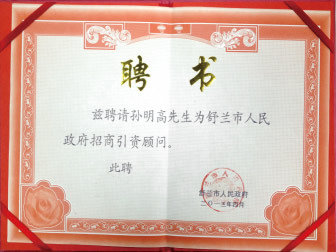 聘书
兹聘请孙明高先生为舒兰市人民
政府招商引资顾问。
此聘
舒兰市人民政府